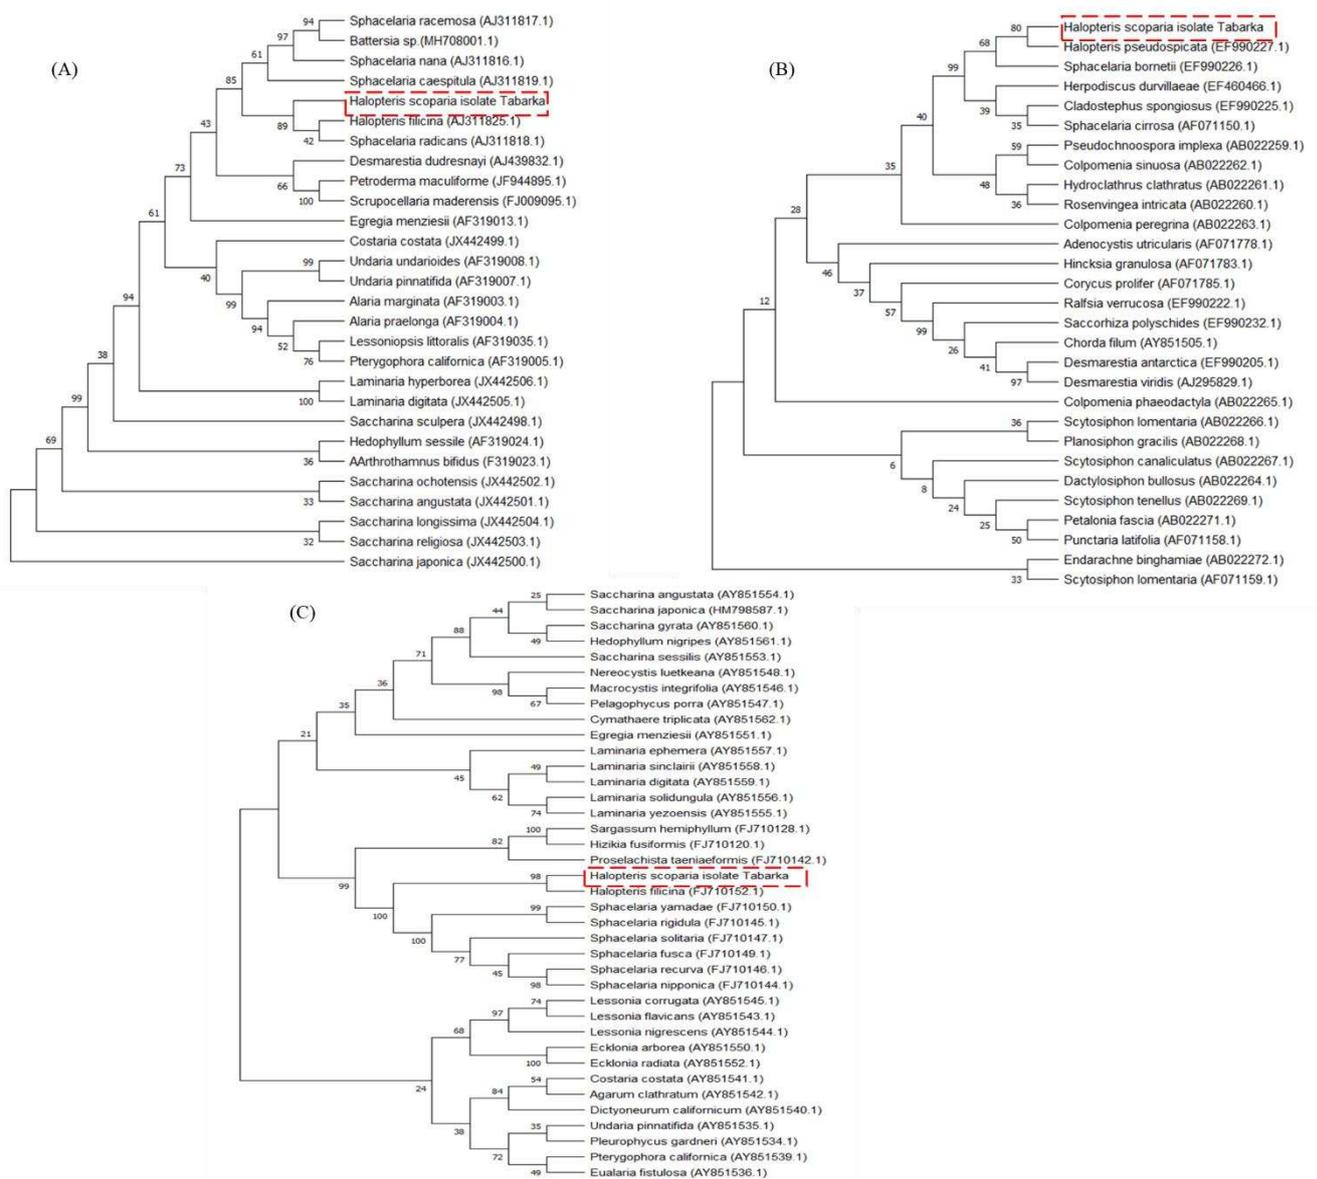 (A)
94
Sphacelaria racemosa (AJ311817.1)
97
Battersia sp.(MH708001.1)
61
Sphacelaria nana (AJ311816.1)
85
Sphacelaria caespitula (AJ311819.1)
Halopteris scoparia isolate Tabarka
89
Halopteris filicina (AJ311825.1)
43
42
Sphacelaria radicans (AJ311818.1)
73
Desmarestia dudresnayi (AJ439832.1)
66
Petroderma maculiforme (JF944895.1)
100
Scrupocellaria maderensis (FJ009095.1)
61
Egregia menziesii (AF319013.1)
Costaria costata (JX442499.1)
99
Undaria undarioides (AF319008.1)
40
Undaria pinnatifida (AF319007.1)
94
99
Alaria marginata (AF319003.1)
94
Alaria praelonga (AF319004.1)
52
Lessoniopsis littoralis (AF319035.1)
38
76
Pterygophora californica (AF319005.1)
Laminaria hyperborea (JX442506.1)
99
100
Laminaria digitata (JX442505.1)
Saccharina sculpera (JX442498.1)
69
Hedophyllum sessile (AF319024.1)
36
AArthrothamnus bifidus (F319023.1)
Saccharina ochotensis (JX442502.1)
33
Saccharina angustata (JX442501.1)
Saccharina longissima (JX442504.1)
32
Saccharina religiosa (JX442503.1)
Saccharina japonica (JX442500.1)
(B)
80
Halopteris scoparia isolate Tabarka
68
Halopteris pseudospicata (EF990227.1)
99
Sphacelaria bornetii (EF990226.1)
Herpodiscus durvillaeae (EF460466.1)
39
Cladostephus spongiosus (EF990225.1)
40
35
Sphacelaria cirrosa (AF071150.1)
59
Pseudochnoospora implexa (AB022259.1)
35
Colpomenia sinuosa (AB022262.1)
48
Hydroclathrus clathratus (AB022261.1)
36
Rosenvingea intricata (AB022260.1)
28
Colpomenia peregrina (AB022263.1)
Adenocystis utricularis (AF071778.1)
46
Hincksia granulosa (AF071783.1)
37
Corycus prolifer (AF071785.1)
12
57
Ralfsia verrucosa (EF990222.1)
99
Saccorhiza polyschides (EF990232.1)
26
Chorda filum (AY851505.1)
41
Desmarestia antarctica (EF990205.1)
97
Desmarestia viridis (AJ295829.1)
Colpomenia phaeodactyla (AB022265.1)
36
Scytosiphon lomentaria (AB022266.1)
Planosiphon gracilis (AB022268.1)
6
Scytosiphon canaliculatus (AB022267.1)
8
Dactylosiphon bullosus (AB022264.1)
24
Scytosiphon tenellus (AB022269.1)
25
Petalonia fascia (AB022271.1)
50
Punctaria latifolia (AF071158.1)
Endarachne binghamiae (AB022272.1)
33
Scytosiphon lomentaria (AF071159.1)
(C)
25
Saccharina angustata (AY851554.1)
44
Saccharina japonica (HM798587.1)
88
Saccharina gyrata (AY851560.1)
49
Hedophyllum nigripes (AY851561.1)
71
Saccharina sessilis (AY851553.1)
Nereocystis luetkeana (AY851548.1)
36
98
Macrocystis integrifolia (AY851546.1)
67
Pelagophycus porra (AY851547.1)
35
Cymathaere triplicata (AY851562.1)
21
Egregia menziesii (AY851551.1)
Laminaria ephemera (AY851557.1)
45
49
Laminaria sinclairii (AY851558.1)
Laminaria digitata (AY851559.1)
62
Laminaria solidungula (AY851556.1)
74
Laminaria yezoensis (AY851555.1)
100
Sargassum hemiphyllum (FJ710128.1)
82
Hizikia fusiformis (FJ710120.1)
Proselachista taeniaeformis (FJ710142.1)
99
98
Halopteris scoparia isolate Tabarka
Halopteris filicina (FJ710152.1)
100
99
Sphacelaria yamadae (FJ710150.1)
Sphacelaria rigidula (FJ710145.1)
100
Sphacelaria solitaria (FJ710147.1)
77
Sphacelaria fusca (FJ710149.1)
45
Sphacelaria recurva (FJ710146.1)
98
Sphacelaria nipponica (FJ710144.1)
74
Lessonia corrugata (AY851545.1)
97
Lessonia flavicans (AY851543.1)
68
Lessonia nigrescens (AY851544.1)
Ecklonia arborea (AY851550.1)
100
Ecklonia radiata (AY851552.1)
24
54
Costaria costata (AY851541.1)
84
Agarum clathratum (AY851542.1)
Dictyoneurum californicum (AY851540.1)
38
35
Undaria pinnatifida (AY851535.1)
Pleurophycus gardneri (AY851534.1)
72
Pterygophora californica (AY851539.1)
49
Eualaria fistulosa (AY851536.1)